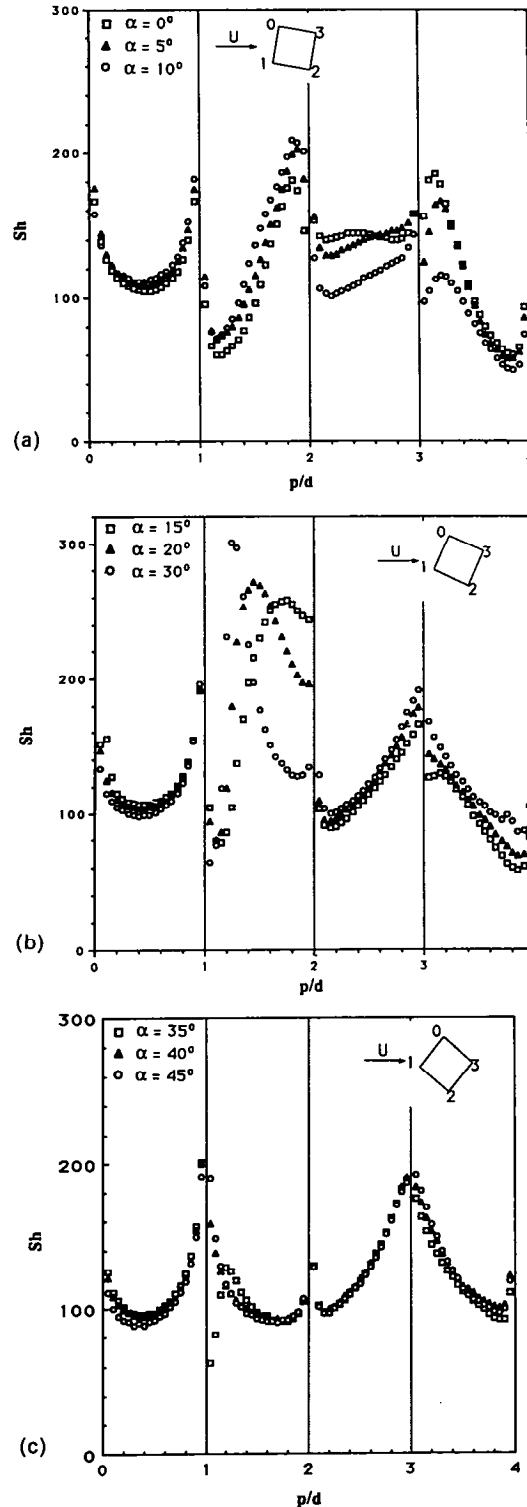 300
□ α = 0°
▲ α = 5°
○ α = 10°
U
0
3
1
2
200
Sh
100
0
0 1 2 3 4
p/d
(a)
300
□ α = 15°
▲ α = 20°
○ α = 30°
U
0
1
3
2
200
Sh
100
0
0 1 2 3
p/d
(b)
300
□ α = 35°
▲ α = 40°
○ α = 45°
U
0
1
3
2
200
Sh
100
0
0 1 2 3 4
p/d
(c)